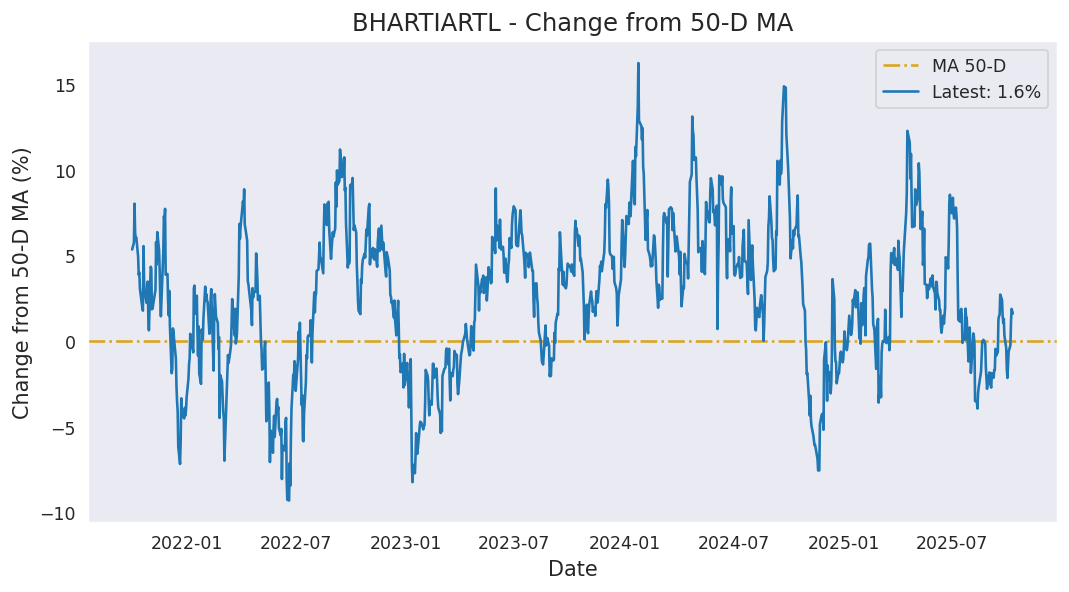 BHARTIARTL - Change from 50-D MA
MA 50-D
Latest: 1.6%
Change from 50-D MA (%)
15
10
5
0
−5
−10
2022-01 2022-07 2023-01 2023-07 2024-01 2024-07 2025-01 2025-07
Date